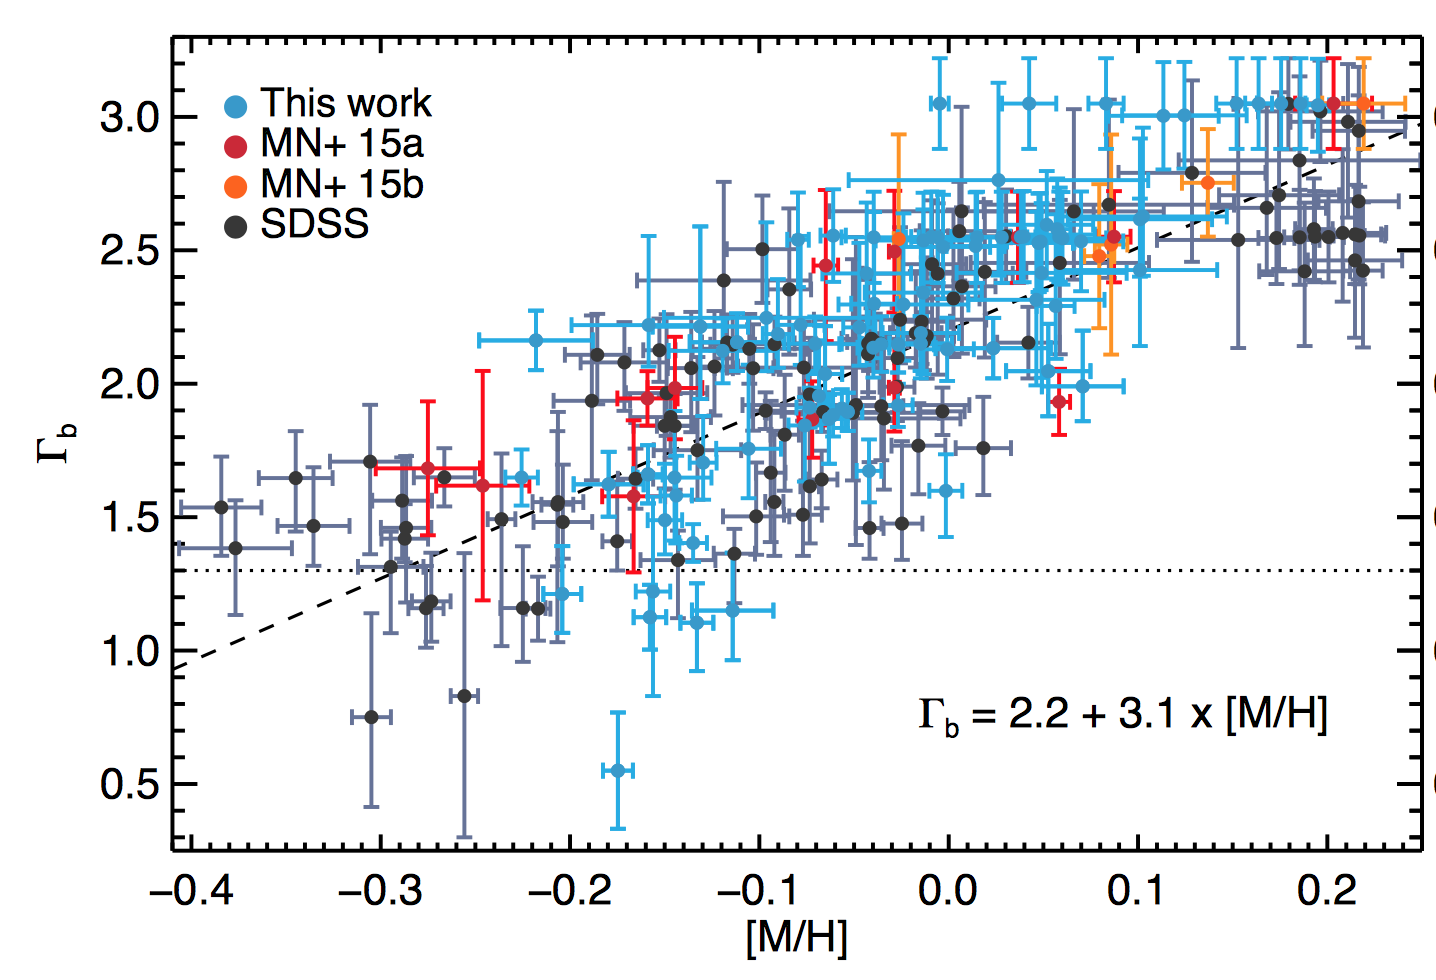 This work
MN+ 15a
MN+ 15b
SDSS
3.0
2.5
2.0
1.5
1.0
0.5
Γb
Γb = 2.2 + 3.1 x [M/H]
−0.4 −0.3 −0.2 −0.1 0.0 0.1 0.2
[M/H]